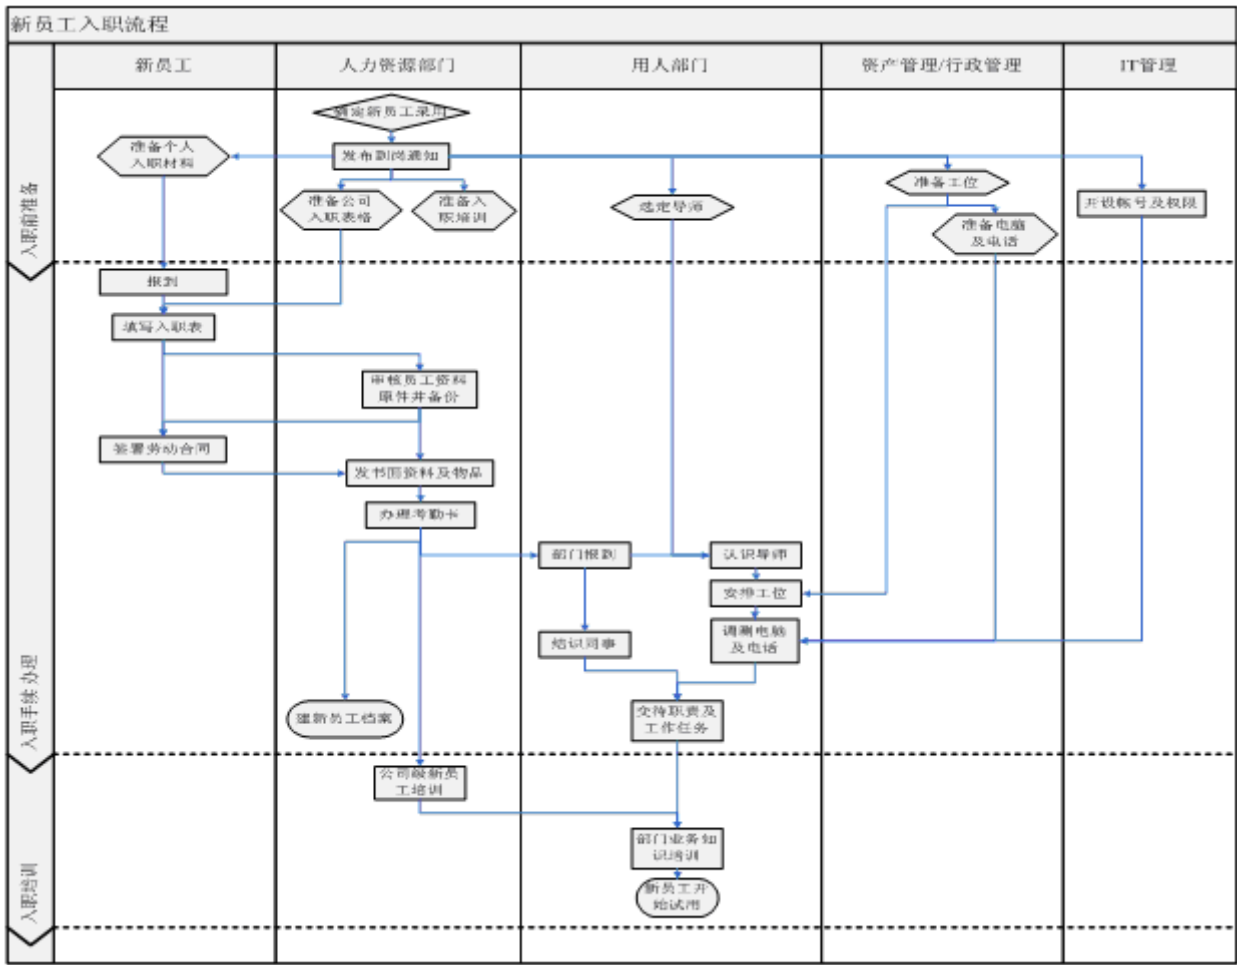 新员工入职流程
新员工
人力资源部门
用人部门
资产管理/行政管理
IT管理
入职前准备
确定新员工录用
准备个人
入职材料
发布到岗通知
准备公司
入职表格
准备入
职培训
选定导师
准备工位
准备电脑
及电话
开设帐号及权限
入职手续办理
报到
填写入职表
审核员工资料
原件并备份
签署劳动合同
发书面资料及物品
办理考勤卡
部门报到
认识导师
安排工位
结识同事
调测电脑
及电话
建新员工档案
交待职责及
工作任务
入职培训
公司级新员
工培训
部门业务知
识培训
新员工开
始试用